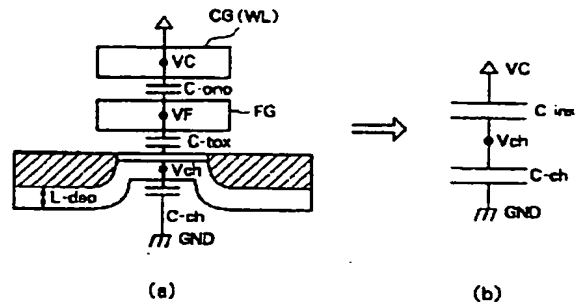 CG(WL)
VC
C-ono
VF
FG
C-tox
Vch
L-dep
C-ch
GND
(a)
VC
C ins
Vch
C-ch
GND
(b)